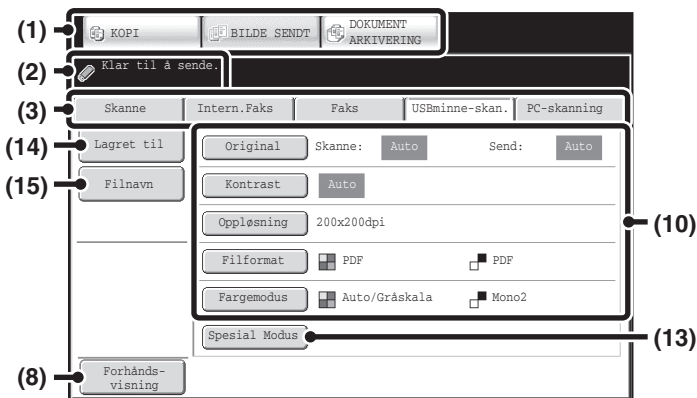 (1)
KOPI
BILDE SENDT
DOKUMENT
ARKIVERING
(2)
Klar til å sende.
(3)
Skanne
Intern.Faks
Faks
USBminne-skan.
PC-skanning
(14)
Lagret til
Original
Skanne:
Auto
Send:
Auto
(15)
Filnavn
Kontrast
Auto
Oppløsning
200x200dpi
(10)
Filformat
PDF
PDF
Fargemodus
Auto/Gråskala
Mono2
Spesial Modus
(13)
(8)
Forhånds-
visning